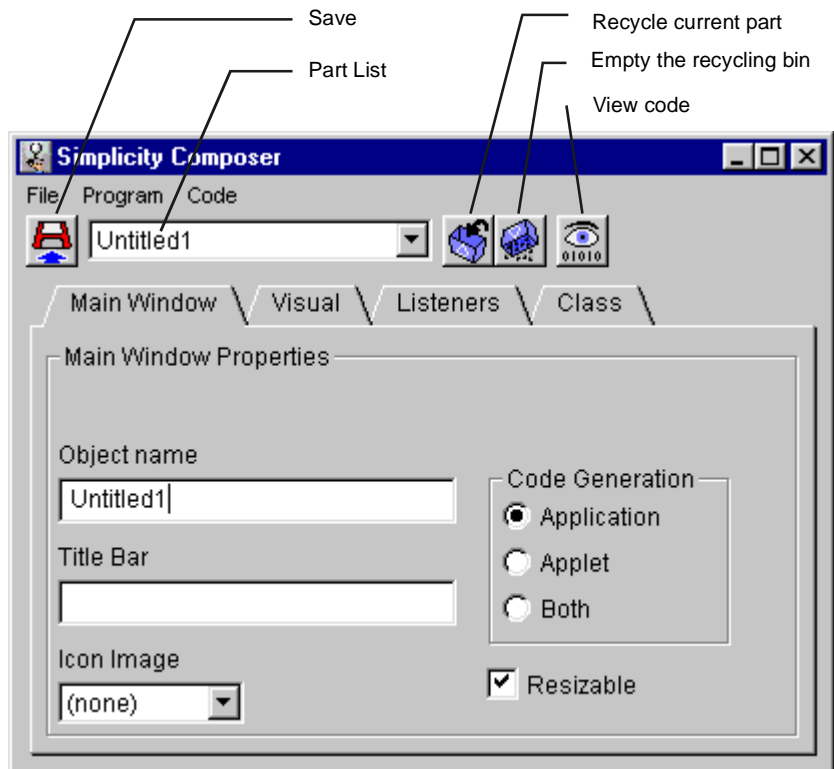 Save
Recycle current part
Part List
Empty the recycling bin
View code
Simplicity Composer
File Program Code
Untitled1
01010
Main Window Visual Listeners Class
Main Window Properties
Object name
Untitled1
Code Generation
Application
Title Bar
Applet
Both
Icon Image
(none)
Resizable